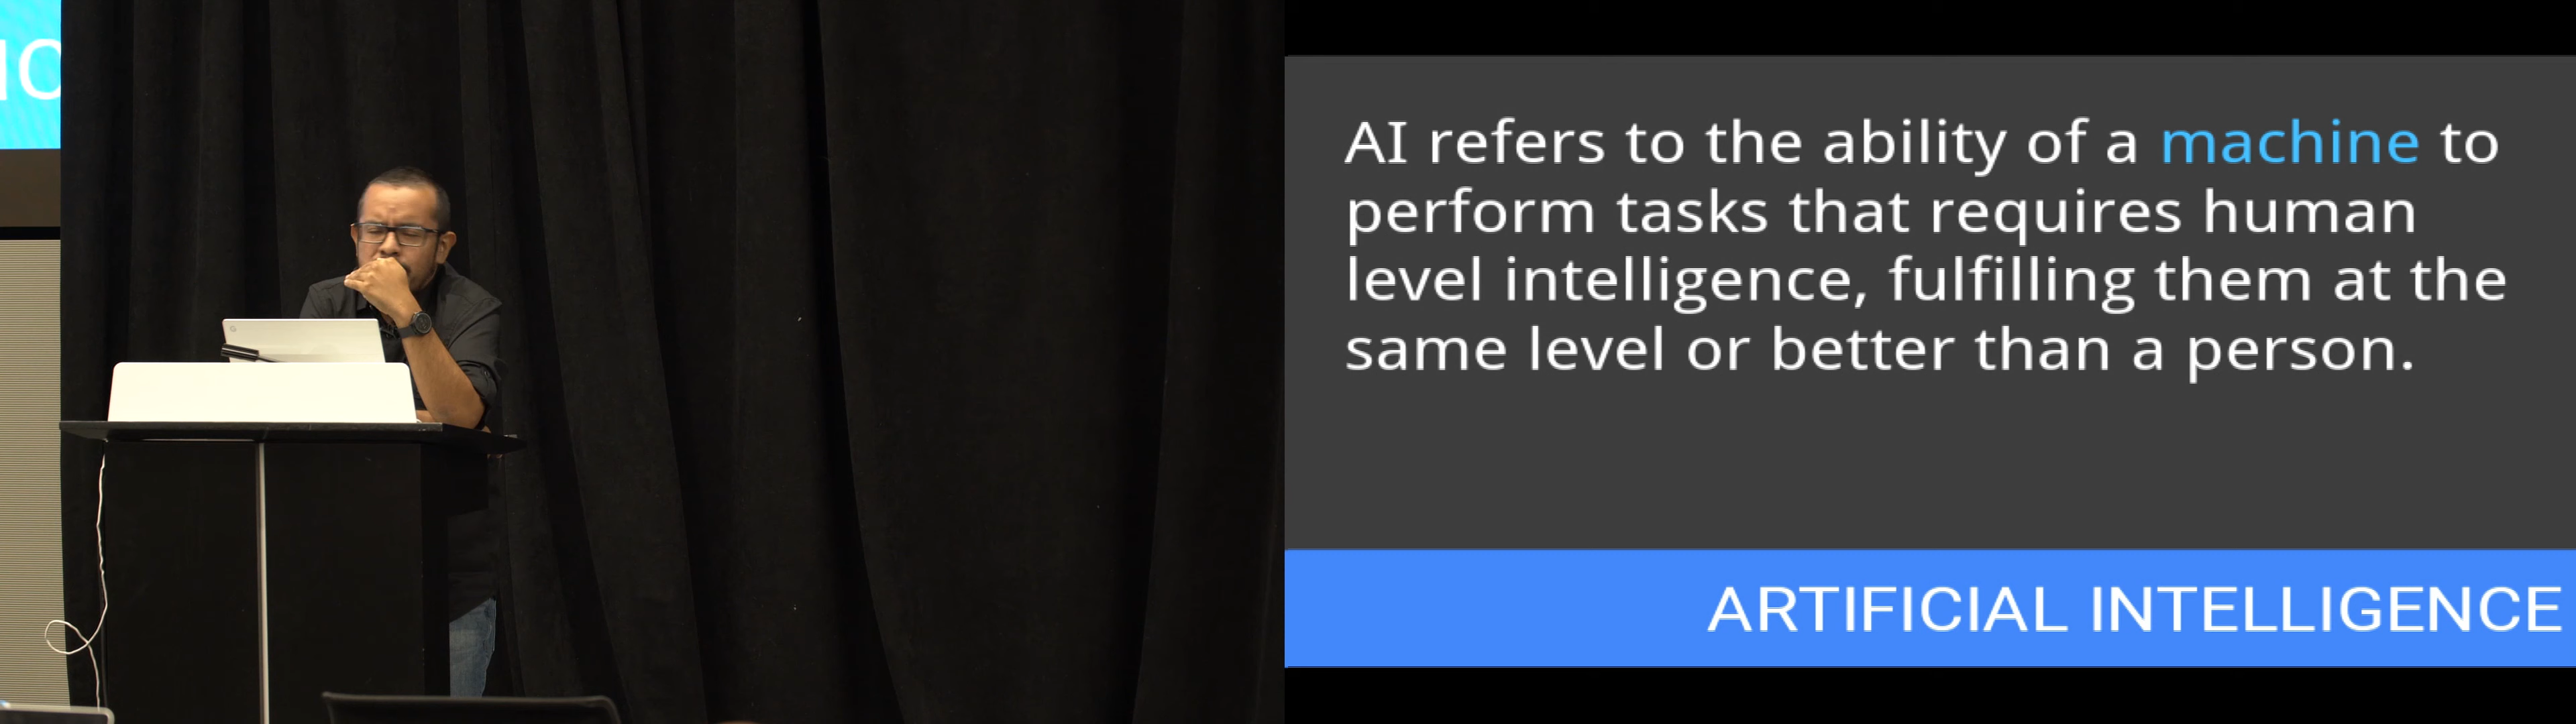 AI refers to the ability of a machine to
perform tasks that requires human
level intelligence, fulfilling them at the
same level or better than a person.
ARTIFICIAL INTELLIGENCE